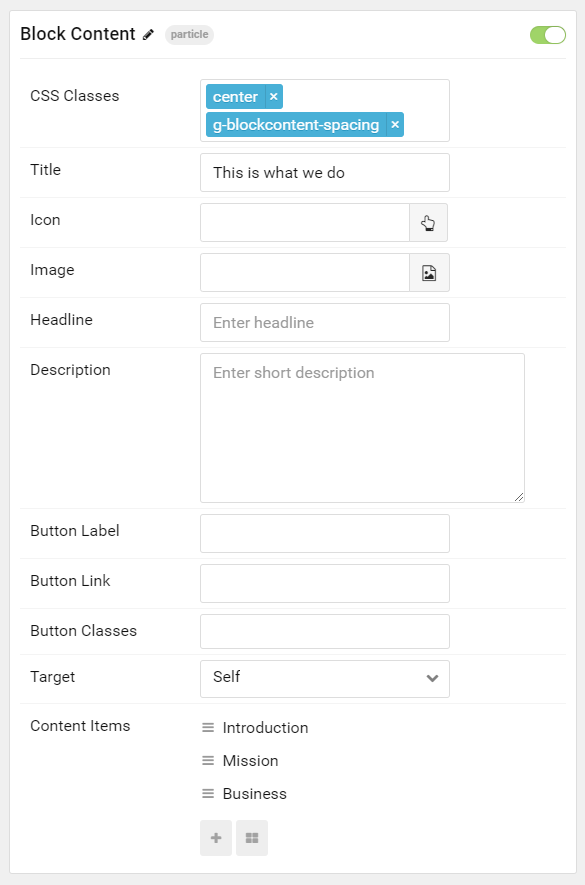 Block Content particle
CSS Classes center ×
g-blockcontent-spacing ×
Title This is what we do
Icon
Image
Headline Enter headline
Description Enter short description
Button Label
Button Link
Button Classes
Target Self
Content Items Introduction
Mission
Business